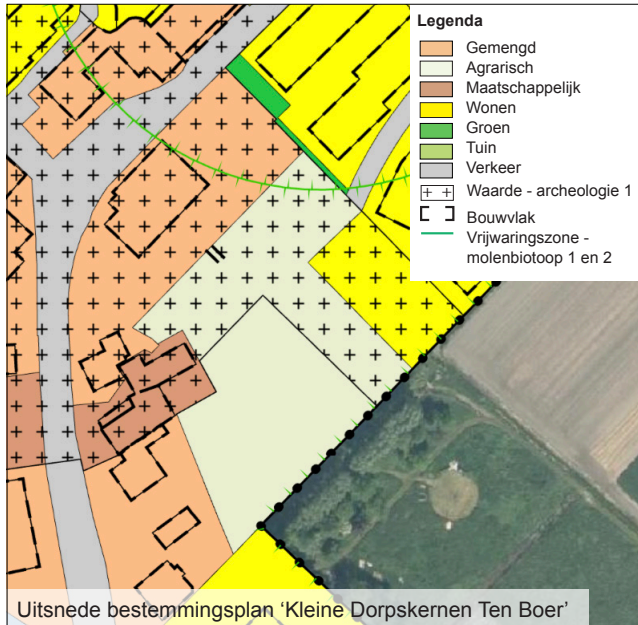 Legenda
Gemengd
Agrarisch
Maatschappelijk
Wonen
Groen
Tuin
Verkeer
Waarde - archeologie 1
Bouwvlak
Vrijwaringszone -
molenbiotoop 1 en 2
Uitsnede bestemmingsplan 'Kleine Dorpskernen Ten Boer'